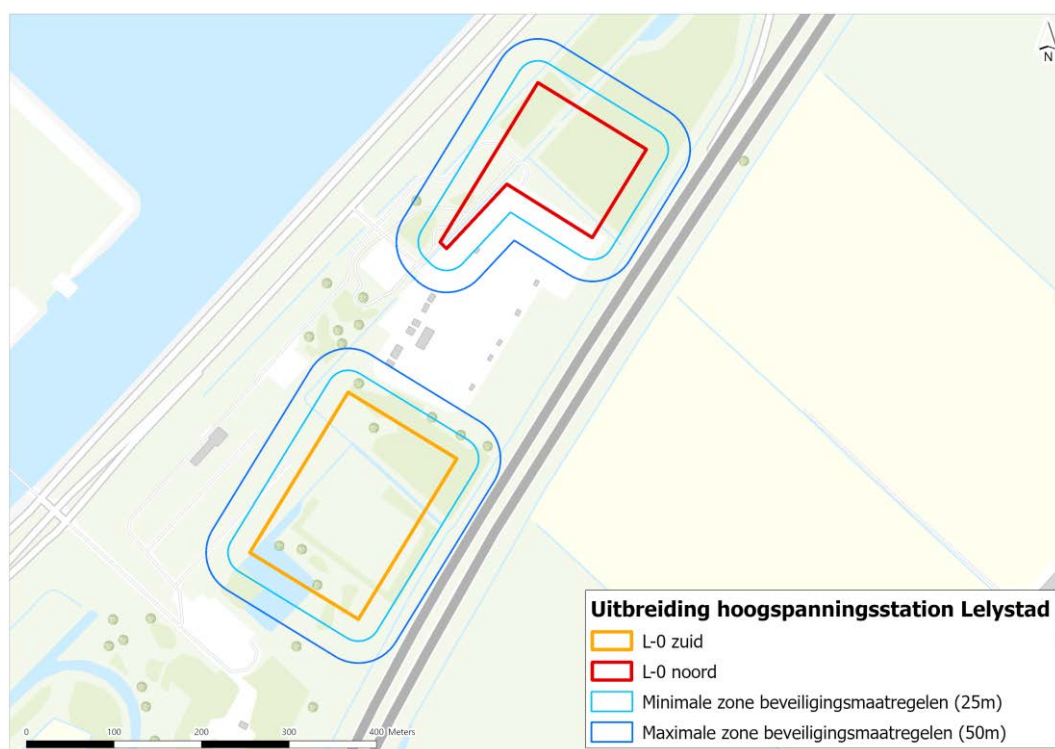 N
Uitbreiding hoogspanningsstation Lelystad
L-0 zuid
L-0 noord
Minimale zone beveiligingsmaatregelen (25m)
Maximale zone beveiligingsmaatregelen (50m)
0 100 200 300 400 Meters